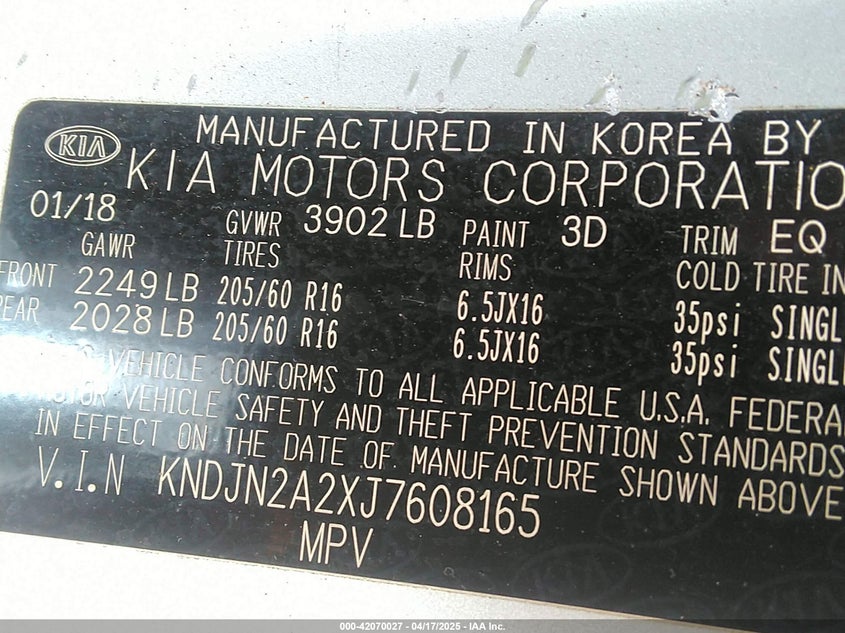 KIA
MANUFACTURED IN KOREA BY
KIA MOTORS CORPORATIO
01/18 GVWR 3902 LB PAINT 3D TRIM EQ
GAWR TIRES RIMS COLD TIRE IN
FRONT 2249 LB 205/60 R16 6.5JX16 35psi SINGL
REAR 2028 LB 205/60 R16 6.5JX16 35psi SINGL
VEHICLE CONFORMS TO ALL APPLICABLE U.S.A. FEDERA
VEHICLE SAFETY AND THEFT PREVENTION STANDARDS
IN EFFECT ON THE DATE OF MANUFACTURE SHOWN ABOVE
V.I.N KNDJN2A2XJ7608165
MPV
000-42070027 - 04/17/2025 - IAA Inc.